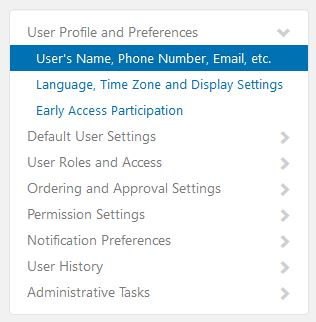 User Profile and Preferences
User's Name, Phone Number, Email, etc.
Language, Time Zone and Display Settings
Early Access Participation
Default User Settings
User Roles and Access
Ordering and Approval Settings
Permission Settings
Notification Preferences
User History
Administrative Tasks